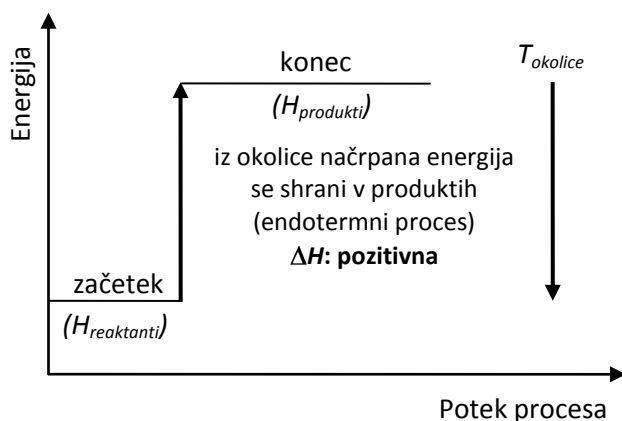 Energija
konec
(Hprodukti)
Tokolice
iz okolice načrpana energija
se shrani v produktih
(endotermni proces)
ΔH: pozitivna
začetek
(Hreaktanti)
Potek procesa